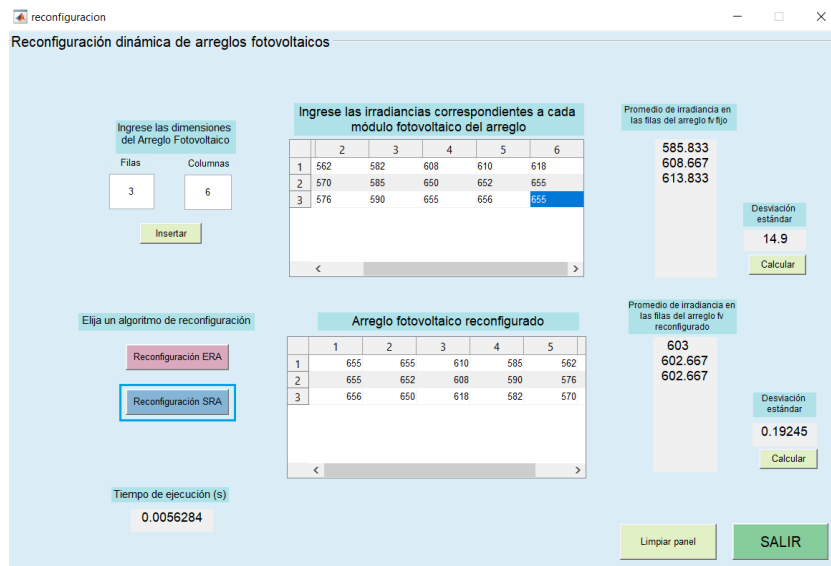 reconfiguracion
Reconfiguración dinámica de arreglos fotovoltaicos
Ingrese las dimensiones
del Arreglo Fotovoltaico
Filas Columnas
3 6
Insertar
Ingrese las irradiancias correspondientes a cada
módulo fotovoltaico del arreglo
2 3 4 5 6
1 562 582 608 610 618
2 570 585 650 652 655
3 576 590 655 656 655
Promedio de irradiancia en
las filas del arreglo fv fijo
585.833
608.667
613.833
Desviación
estándar
14.9
Calcular
Elija un algoritmo de reconfiguración
Reconfiguración ERA
Reconfiguración SRA
Tiempo de ejecución (s)
0.0056284
Arreglo fotovoltaico reconfigurado
1 2 3 4 5
1 655 655 610 585 562
2 655 652 608 590 576
3 656 650 618 582 570
Promedio de irradiancia en
las filas del arreglo fv
reconfigurado
603
602.667
602.667
Desviación
estándar
0.19245
Calcular
Limpiar panel
SALIR